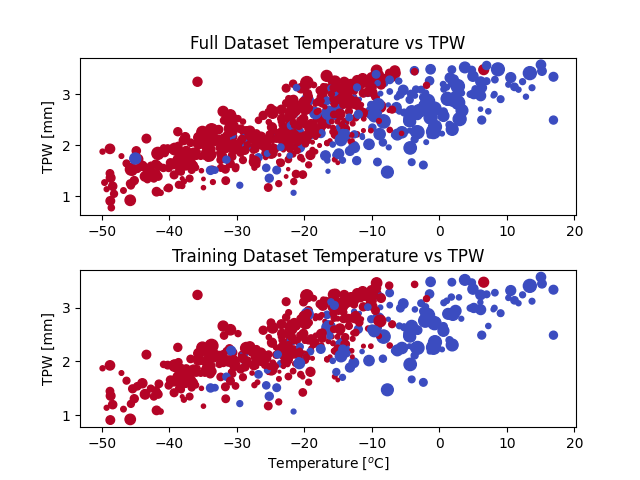 Full Dataset Temperature vs TPW
TPW [mm]
3
2
1
−50 −40 −30 −20 −10 0 10 20
Training Dataset Temperature vs TPW
TPW [mm]
3
2
1
−50 −40 −30 −20 −10 0 10 20
Temperature [°C]